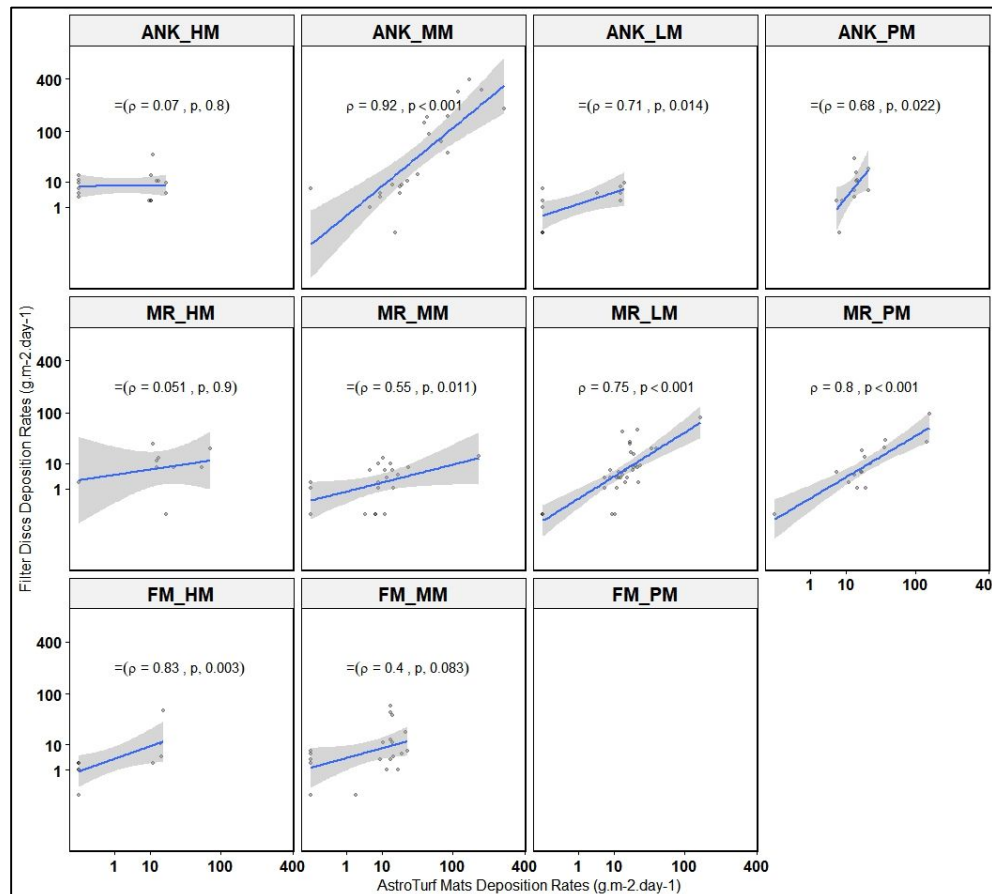 ANK_HM ANK_MM ANK_LM ANK_PM
400
=(ρ = 0.07 , p, 0.8) ρ = 0.92 , p < 0.001 =(ρ = 0.71 , p, 0.014) =(ρ = 0.68 , p, 0.022)
100
10
1
MR_HM MR_MM MR_LM MR_PM
400
=(ρ = 0.051 , p, 0.9) =(ρ = 0.55 , p, 0.011) ρ = 0.75 , p < 0.001 ρ = 0.8 , p < 0.001
100
10
1
1 10 100 40
FM_HM FM_MM FM_PM
400
=(ρ = 0.83 , p, 0.003) =(ρ = 0.4 , p, 0.083)
100
10
1
1 10 400 1 100 400 1 10 100 400
Filter Discs Deposition Rates (g.m-2.day-1)
AstroTurf Mats Deposition Rates (g.m-2.day-1)